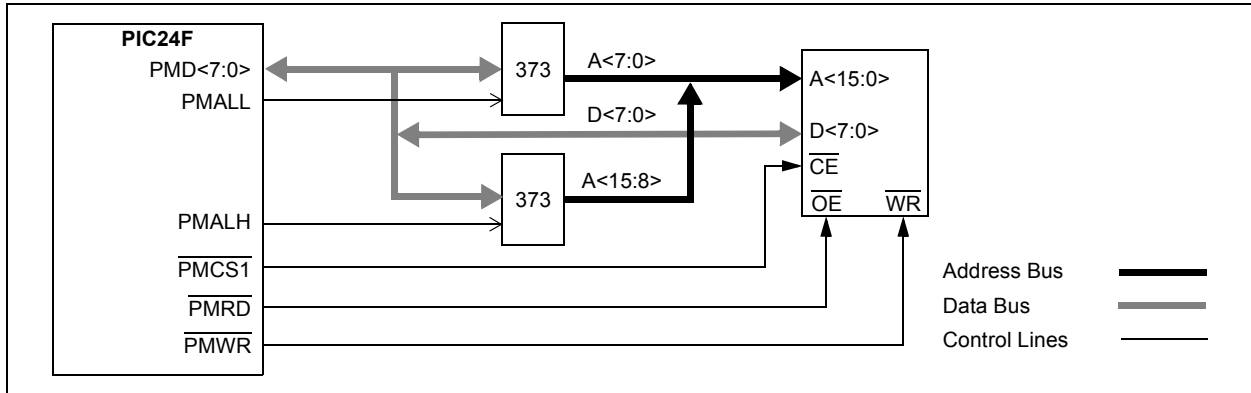 PIC24F
PMD<7:0>
PMALL
PMALH
PMCS1
PMRD
PMWR
373
A<7:0>
D<7:0>
373
A<15:8>
A<15:0>
D<7:0>
CE
OE WR
Address Bus
Data Bus
Control Lines